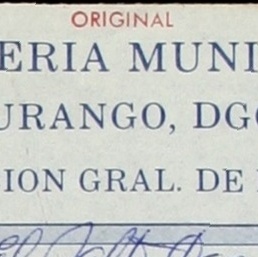 ORIGINAL
ERIA MUNI
URANGO, DGO
ION GRAL. DE